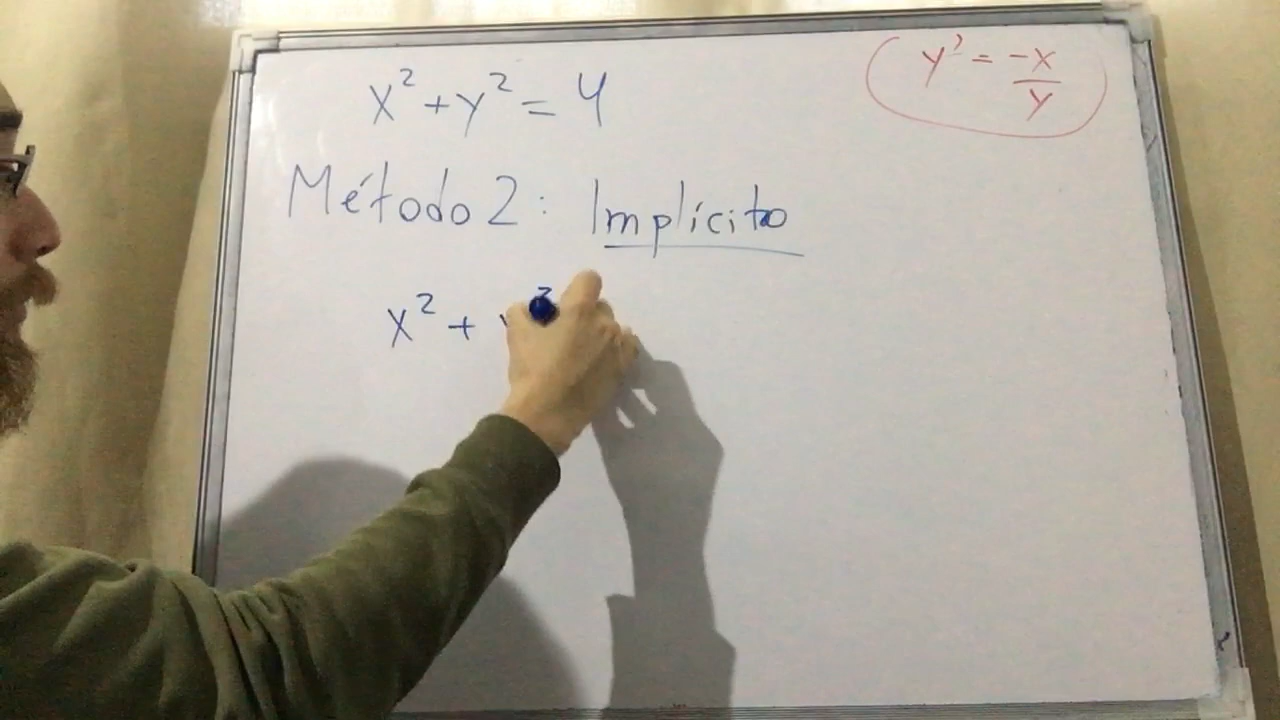 x² + y² = 4
y' = -x/y
Método 2: Implícito
x² + y²